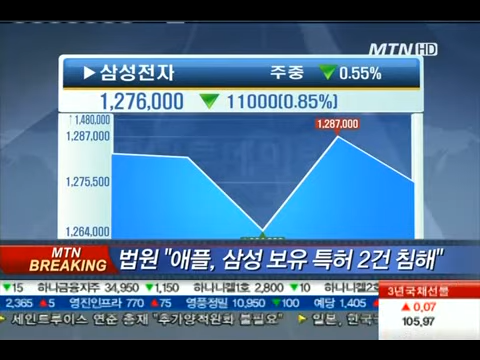 MTN HD
▶삼성전자 주중 ▼0.55%
1,276,000 ▼ 11000(0.85%)
↑1,480,000
1,287,000
1,287,000
1,275,500
1,264,000
MTN BREAKING
법원 "애플, 삼성 보유 특허 2건 침해"
▼15 하나금융지주 34,950 ▼1,150 하나니켈1호 2,800 ▼10 하나니켈2호
2,365 ▲5 영진인프라 770 ▲75 영풍정밀 10,950 ▼100 예당 1,405
3년국채선물
▲0,07
105,97
▶ 세인트루이스 연준 총재 "추가양적완화 불필요" ▶ 일본, 한국